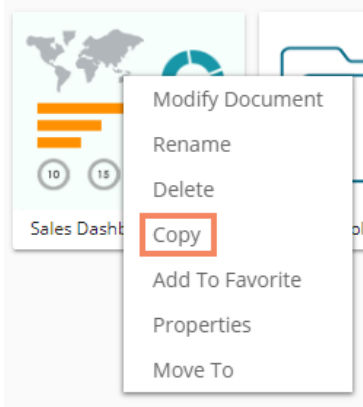 Modify Document
Rename
Delete
Copy
Add To Favorite
Properties
Move To
10
15
Sales Dashb